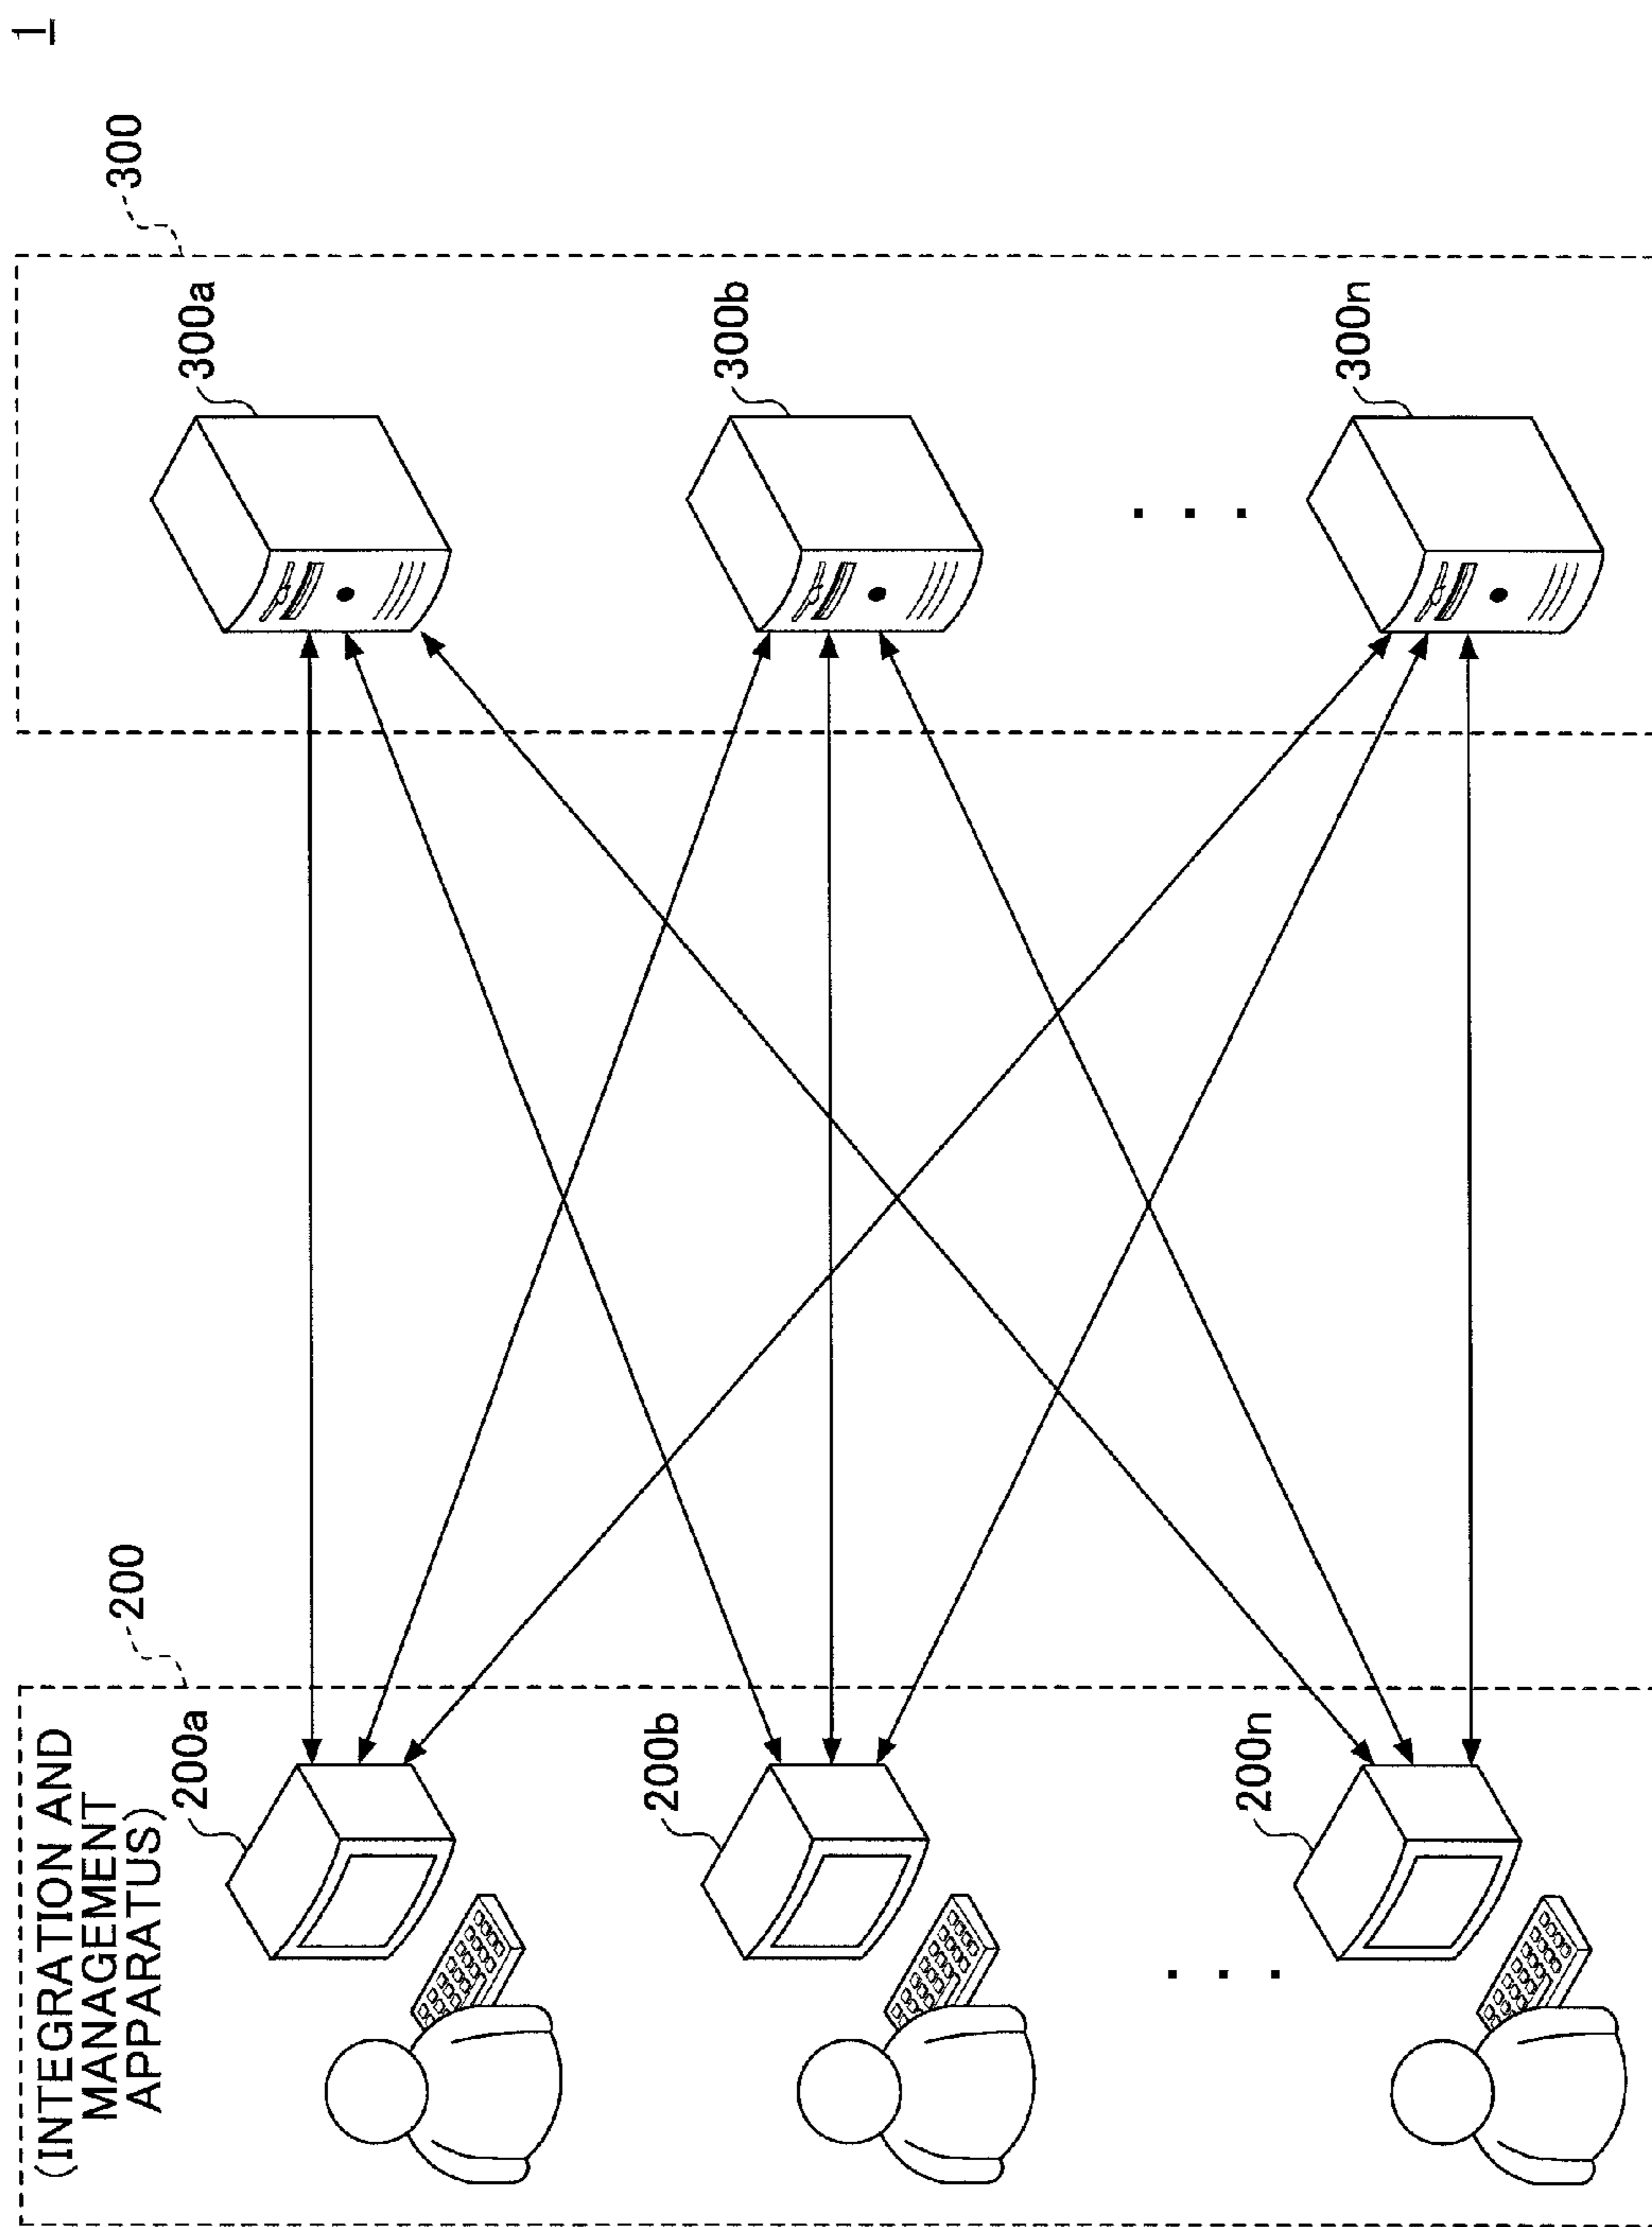 1
300
300a
300b
300n
200
(INTEGRATION AND
MANAGEMENT
APPARATUS)
200a
200b
200n